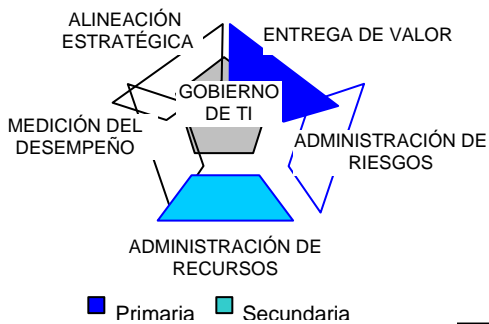 ALINEACIÓN
ESTRATÉGICA
ENTREGA DE VALOR
GOBIERNO
DE TI
MEDICIÓN DEL
DESEMPEÑO
ADMINISTRACIÓN DE
RIESGOS
ADMINISTRACIÓN DE
RECURSOS
Primaria Secundaria